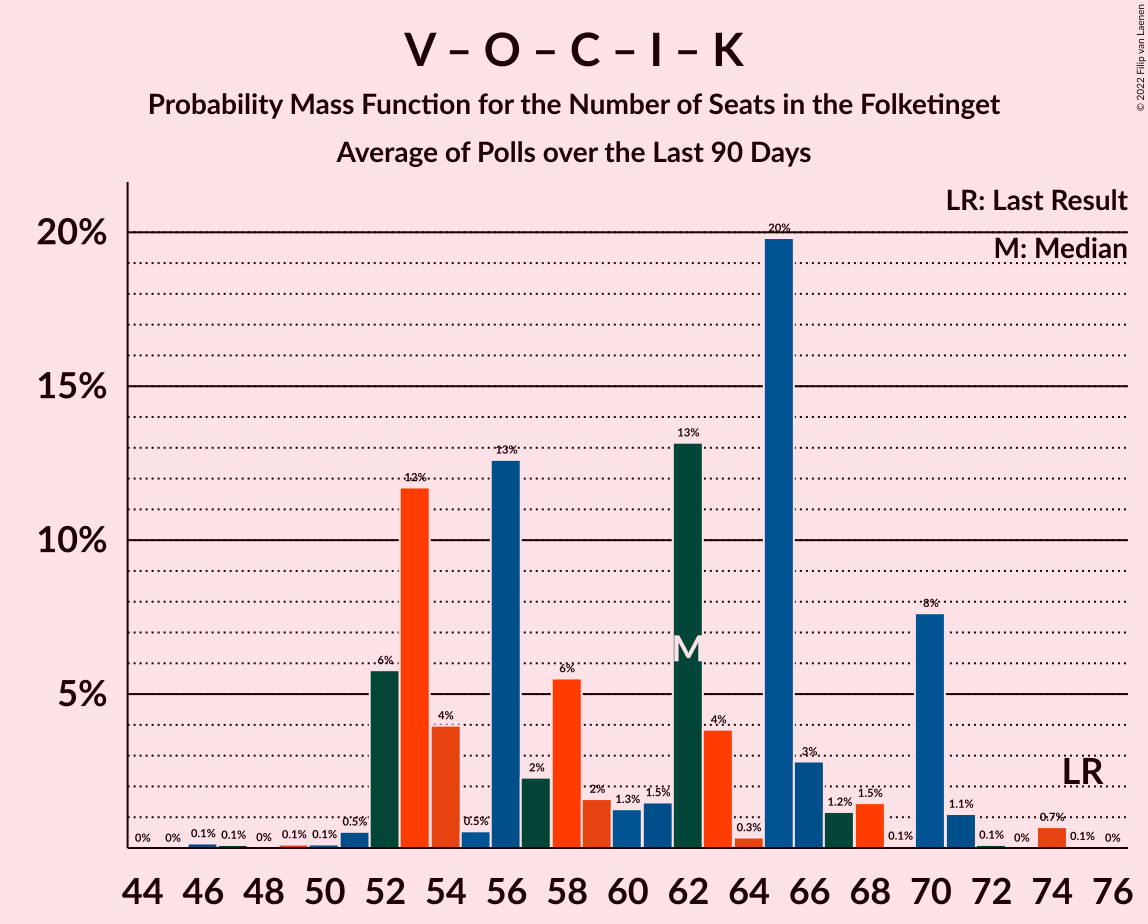 V – O – C – I – K
Probability Mass Function for the Number of Seats in the Folketinget
Average of Polls over the Last 90 Days
© 2022 Filip van Laenen
LR: Last Result
M: Median
20%
15%
10%
5%
0% 0% 0.1% 0.1% 0% 0.1% 0.1% 0.5% 6% 12% 4% 0.5% 13% 2% 6% 2% 1.3% 1.5% 13% 4% 0.3% 20% 3% 1.2% 1.5% 0.1% 8% 1.1% 0.1% 0% 0.7% 0.1% 0%
M
LR
44 46 48 50 52 54 56 58 60 62 64 66 68 70 72 74 76